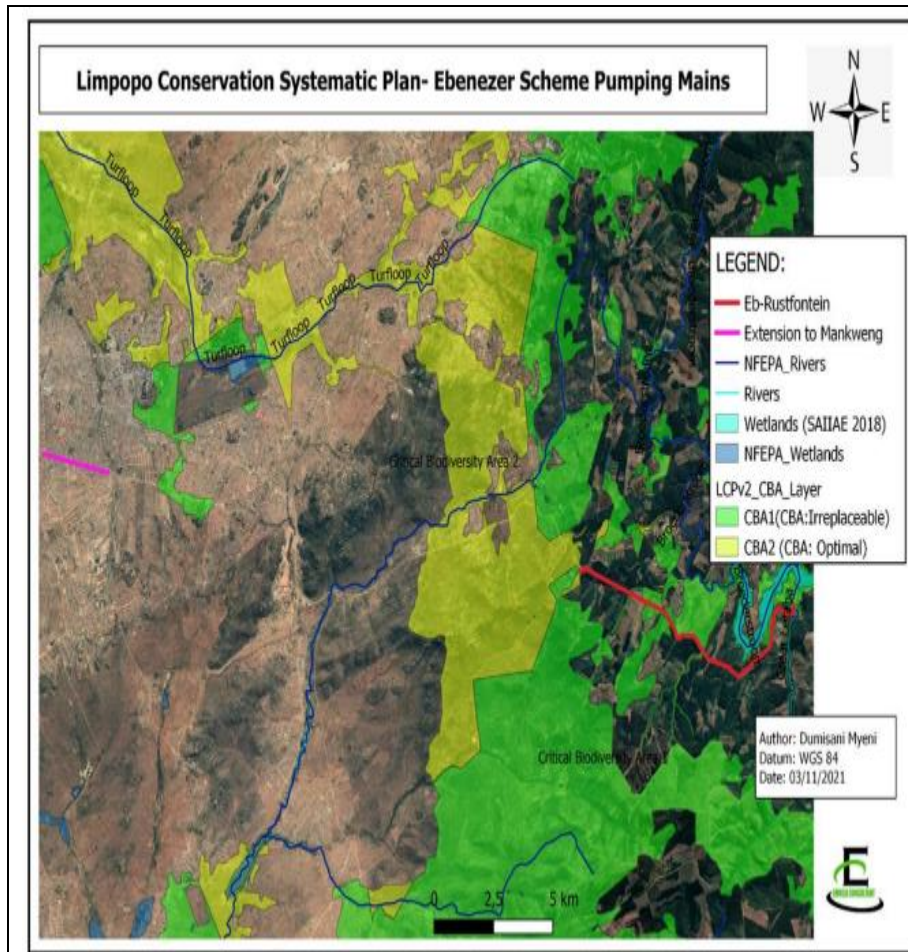 Limpopo Conservation Systematic Plan- Ebenezer Scheme Pumping Mains
N
W E
S
Turfloop
Turfloop
Turfloop
Turfloop
Turfloop
Turfloop
Turfloop
Critical Biodiversity Area 2
Critical Biodiversity Area
LEGEND:
Eb-Rustfontein
Extension to Mankweng
NFEPA_Rivers
Rivers
Wetlands (SAIIAE 2018)
NFEPA_Wetlands
LCPv2_CBA_Layer
CBA1(CBA:Irreplaceable)
CBA2 (CBA: Optimal)
Author: Dumisani Myeni
Datum: WGS 84
Date: 03/11/2021
0 2,5 5 km
E